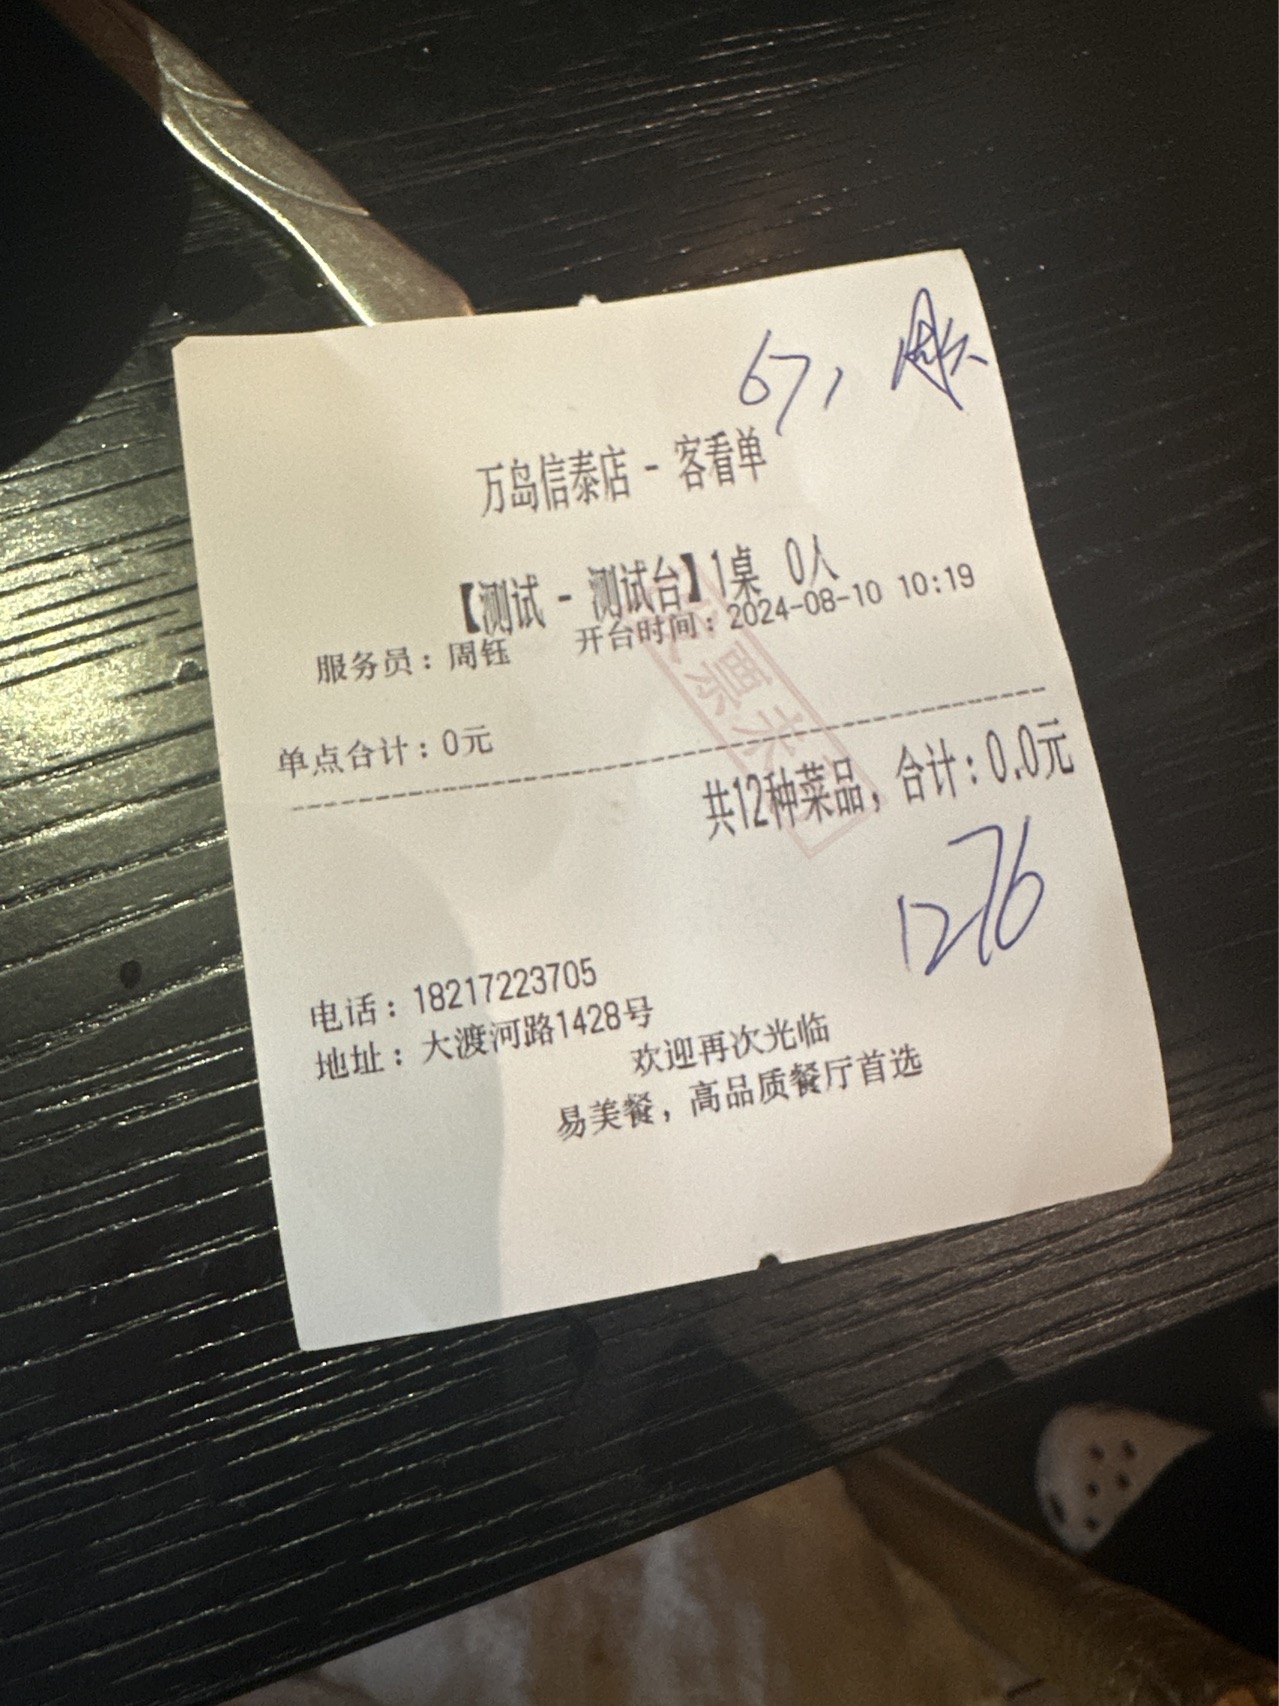 67,
万岛信泰店 - 客看单
【测试 - 测试台】1桌 0人
服务员：周钰 开台时间：2024-08-10 10:19
单点合计：0元
共12种菜品，合计：0.0元
1276
电话：18217223705
地址：大渡河路1428号
欢迎再次光临
易美餐，高品质餐厅首选